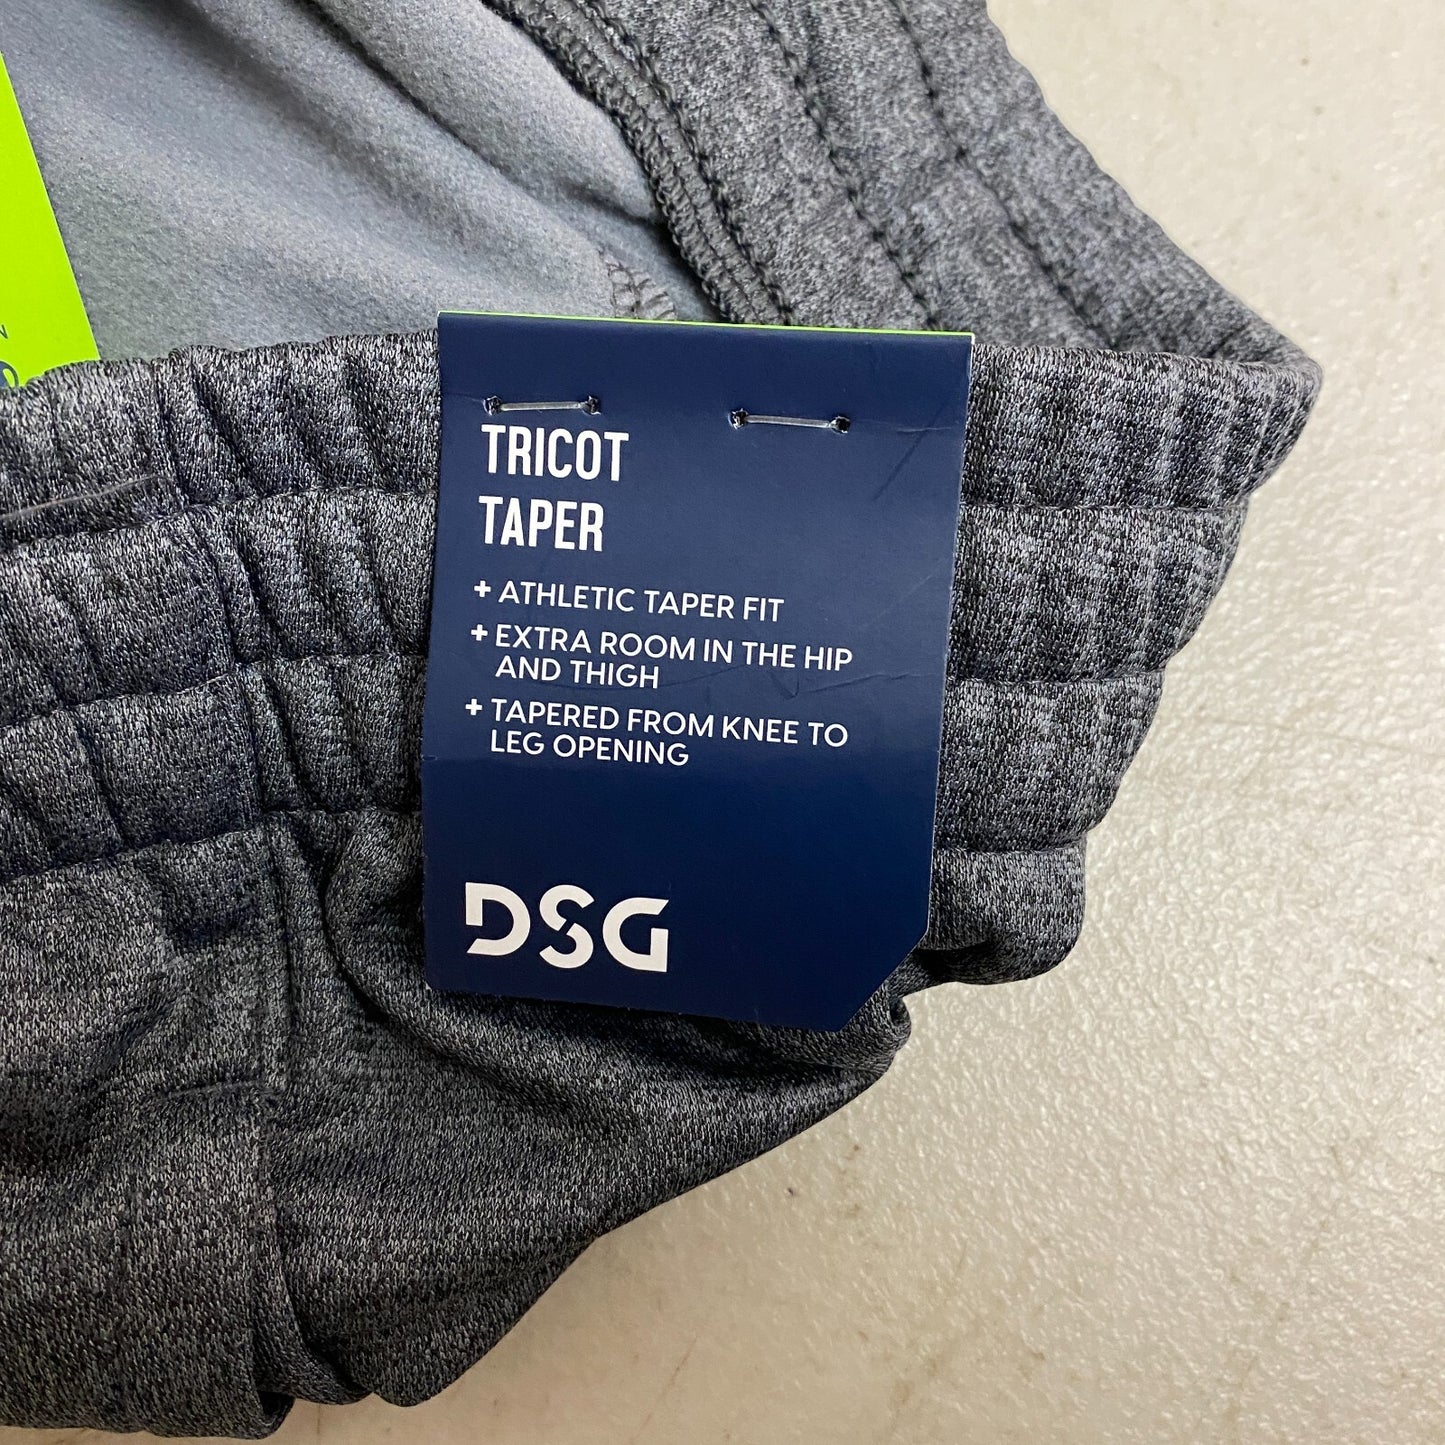 TRICOT
TAPER
+ ATHLETIC TAPER FIT
+ EXTRA ROOM IN THE HIP
AND THIGH
+ TAPERED FROM KNEE TO
LEG OPENING
DSG